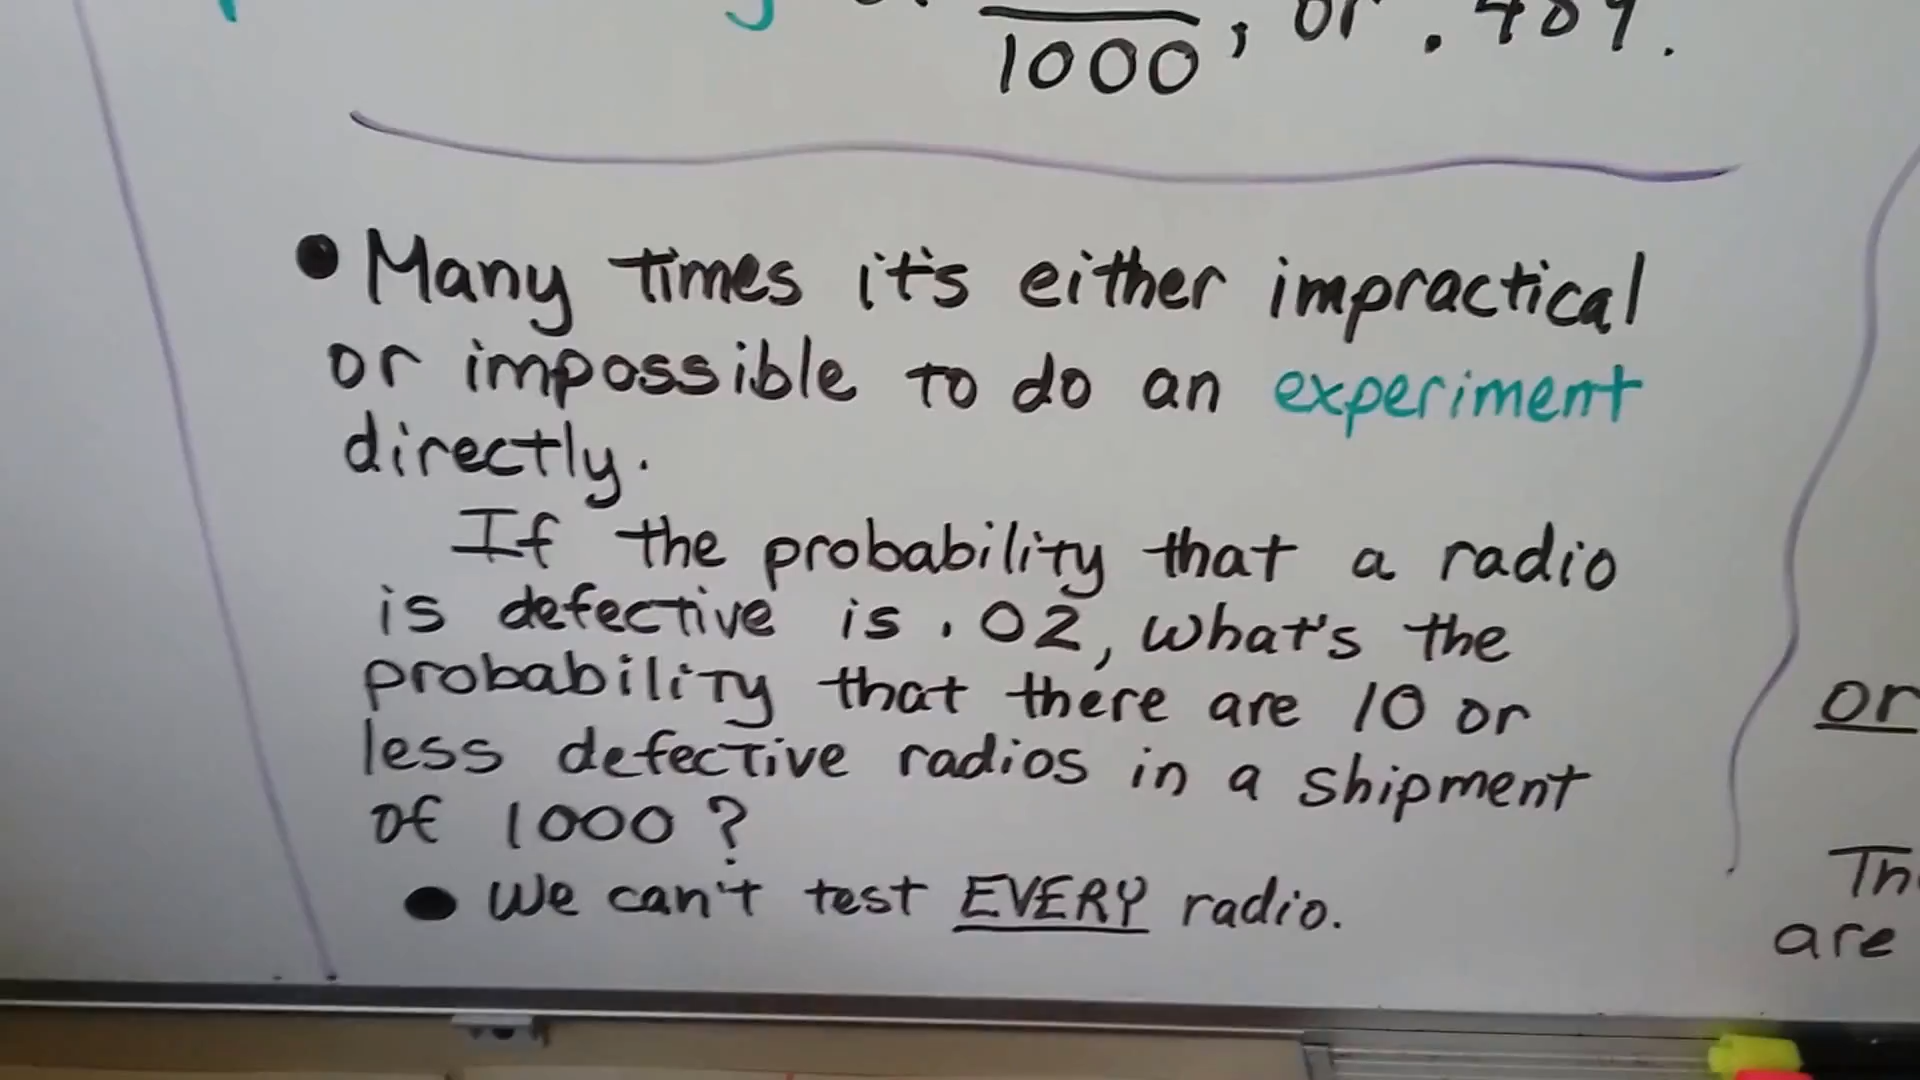 1000, or .489.
• Many times it's either impractical
or impossible to do an experiment
directly.
If the probability that a radio
is defective is .02, what's the
probability that there are 10 or
less defective radios in a shipment
of 1000?
• We can't test EVERY radio.
or
are